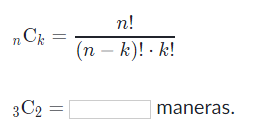 ₙCₖ = n! / (n − k)! · k!
₃C₂ = maneras.